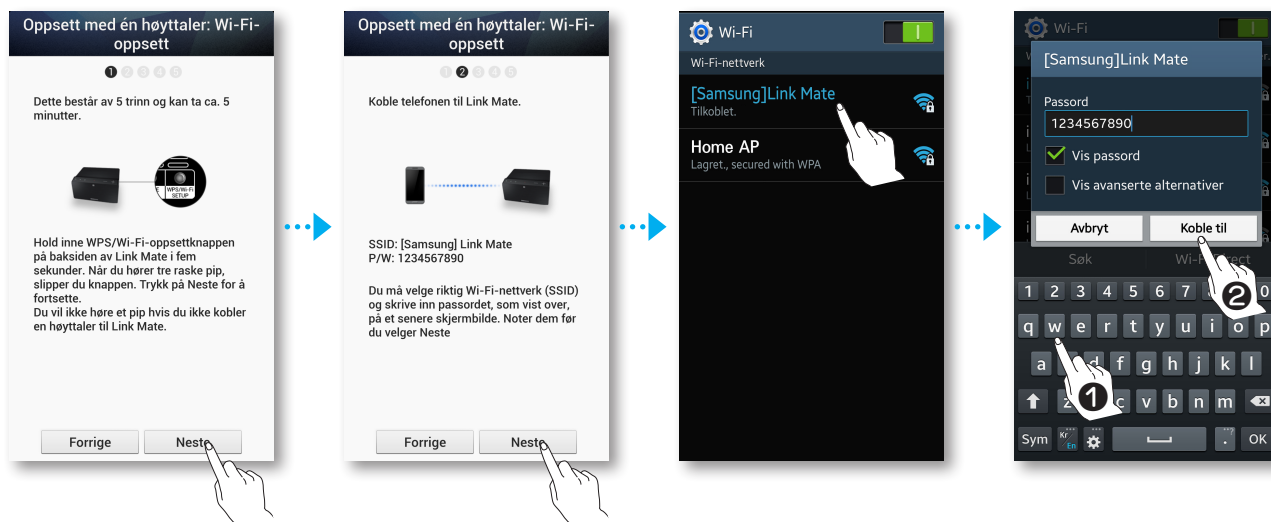 Oppsett med én høyttaler: Wi-Fi-
oppsett
1 2 3 4 5
Dette består av 5 trinn og kan ta ca. 5
minutter.
WPS/Wi-Fi
SETUP
Hold inne WPS/Wi-Fi-oppsettknappen
på baksiden av Link Mate i fem
sekunder. Når du hører tre raske pip,
slipper du knappen. Trykk på Neste for å
fortsette.
Du vil ikke høre et pip hvis du ikke kobler
en høyttaler til Link Mate.
Forrige
Neste
Oppsett med én høyttaler: Wi-Fi-
oppsett
1 2 3 4 5
Koble telefonen til Link Mate.
SSID: [Samsung] Link Mate
P/W: 1234567890
Du må velge riktig Wi-Fi-nettverk (SSID)
og skrive inn passordet, som vist over,
på et senere skjermbilde. Noter dem før
du velger Neste
Forrige
Neste
Wi-Fi
Wi-Fi-nettverk
[Samsung]Link Mate
Tilkoblet.
Home AP
Lagret., secured with WPA
Wi-Fi
[Samsung]Link Mate
Passord
1234567890
Vis passord
Vis avanserte alternativer
Avbryt
Koble til
Søk
1 2 3 4 5 6 7 0
2
q w e r t y u i o p
a d f g h j k l
1
z c v b n m
Sym
Kr/
En
.
OK